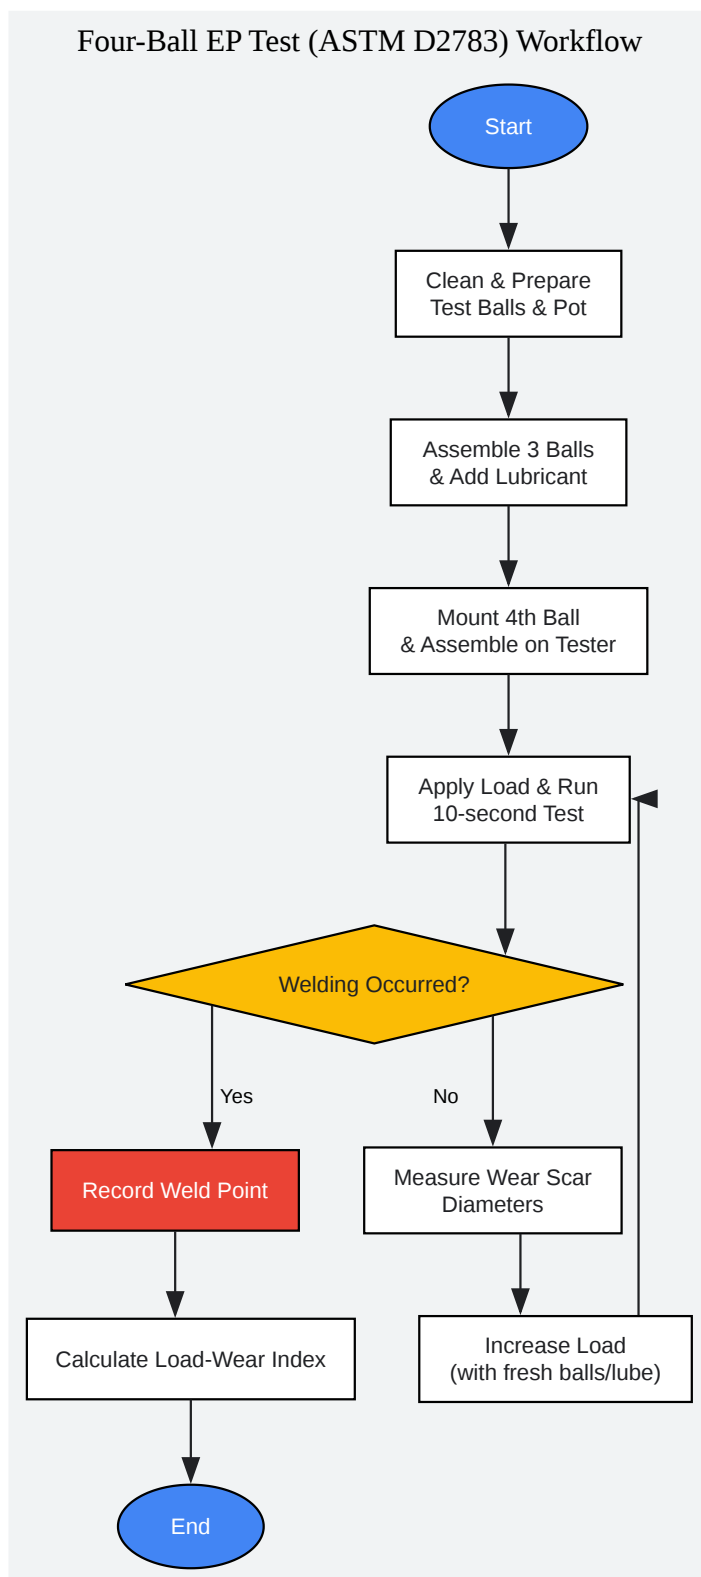 Four-Ball EP Test (ASTM D2783) Workflow
Start
Clean & Prepare
Test Balls & Pot
Assemble 3 Balls
& Add Lubricant
Mount 4th Ball
& Assemble on Tester
Apply Load & Run
10-second Test
Welding Occurred?
Yes
No
Record Weld Point
Measure Wear Scar
Diameters
Calculate Load-Wear Index
Increase Load
(with fresh balls/lube)
End